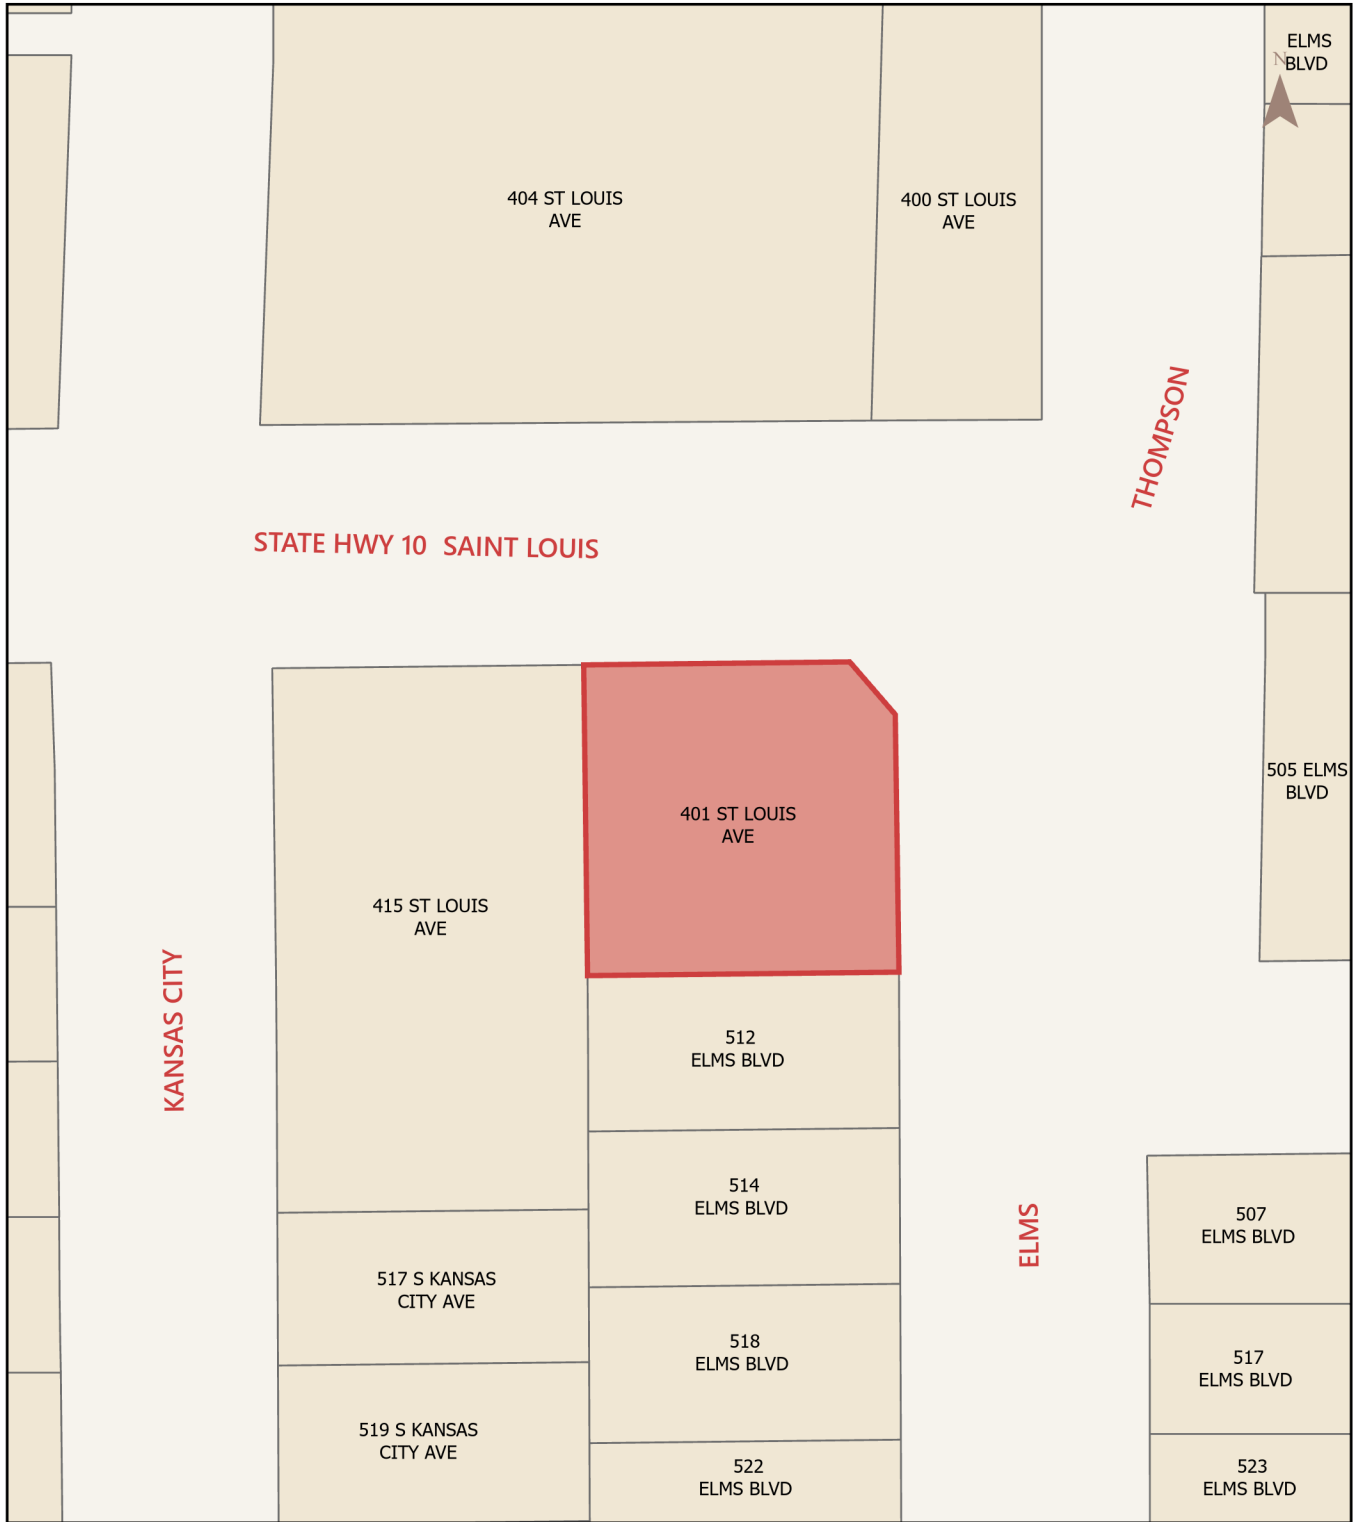 ELMS
BLVD
N
404 ST LOUIS
AVE
400 ST LOUIS
AVE
THOMPSON
STATE HWY 10 SAINT LOUIS
401 ST LOUIS
AVE
505 ELMS
BLVD
415 ST LOUIS
AVE
KANSAS CITY
512
ELMS BLVD
514
ELMS BLVD
ELMS
507
ELMS BLVD
517 S KANSAS
CITY AVE
518
ELMS BLVD
517
ELMS BLVD
519 S KANSAS
CITY AVE
522
ELMS BLVD
523
ELMS BLVD